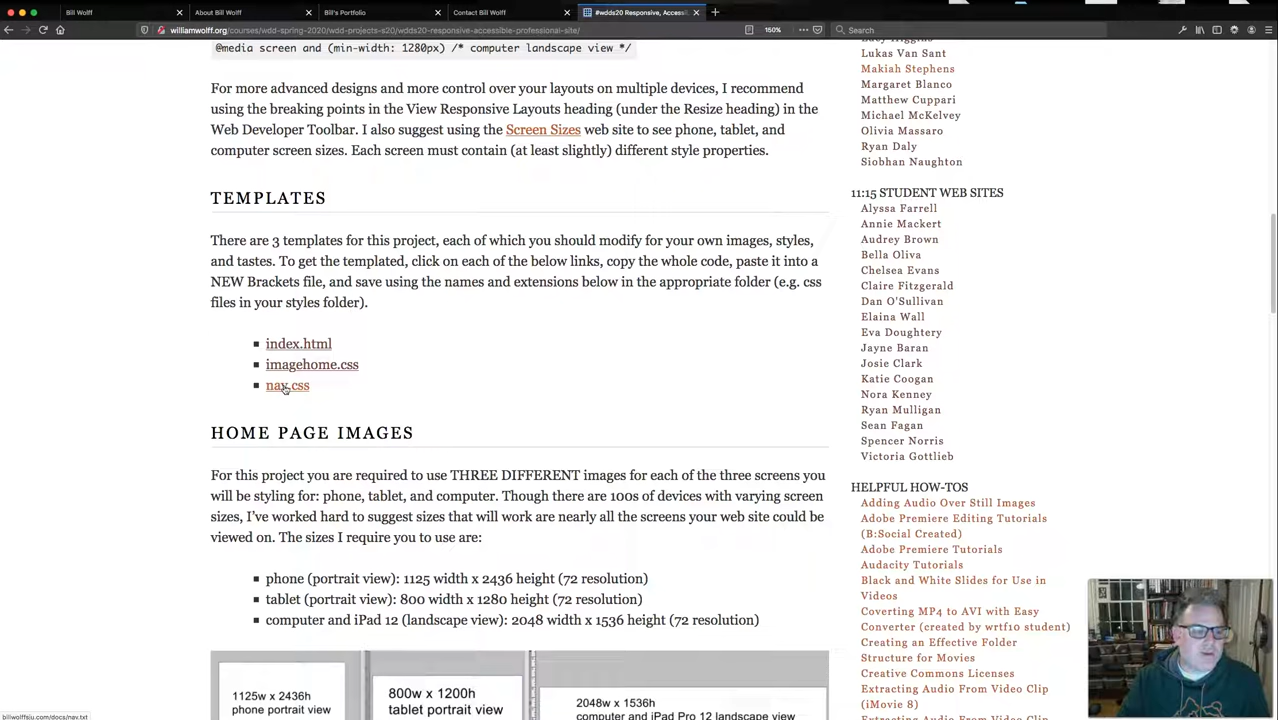 Bill Wolff
About Bill Wolff
Bill's Portfolio
Contact Bill Wolff
#wdds20 Responsive, Accessi
williamwolff.org/courses/wdd-spring-2020/wdd-projects-s20/wdds20-responsive-accessible-professional-site/
150%
Search
@media screen and (min-width: 1280px) /* computer landscape view */
For more advanced designs and more control over your layouts on multiple devices, I recommend
using the breaking points in the View Responsive Layouts heading (under the Resize heading) in the
Web Developer Toolbar. I also suggest using the Screen Sizes web site to see phone, tablet, and
computer screen sizes. Each screen must contain (at least slightly) different style properties.
TEMPLATES
There are 3 templates for this project, each of which you should modify for your own images, styles,
and tastes. To get the templated, click on each of the below links, copy the whole code, paste it into a
NEW Brackets file, and save using the names and extensions below in the appropriate folder (e.g. css
files in your styles folder).
index.html
imagehome.css
nav.css
HOME PAGE IMAGES
For this project you are required to use THREE DIFFERENT images for each of the three screens you
will be styling for: phone, tablet, and computer. Though there are 100s of devices with varying screen
sizes, I've worked hard to suggest sizes that will work are nearly all the screens your web site could be
viewed on. The sizes I require you to use are:
phone (portrait view): 1125 width x 2436 height (72 resolution)
tablet (portrait view): 800 width x 1280 height (72 resolution)
computer and iPad 12 (landscape view): 2048 width x 1536 height (72 resolution)
1125w x 2436h
phone portrait view
800w x 1200h
tablet portrait view
2048w x 1536h
computer and iPad Pro 12 landscape view
Lukas Van Sant
Makiah Stephens
Margaret Blanco
Matthew Cuppari
Michael McKelvey
Olivia Massaro
Ryan Daly
Siobhan Naughton
11:15 STUDENT WEB SITES
Alyssa Farrell
Annie Mackert
Audrey Brown
Bella Oliva
Chelsea Evans
Claire Fitzgerald
Dan O'Sullivan
Elaina Wall
Eva Doughtery
Jayne Baran
Josie Clark
Katie Coogan
Nora Kenney
Ryan Mulligan
Sean Fagan
Spencer Norris
Victoria Gottlieb
HELPFUL HOW-TOS
Adding Audio Over Still Images
Adobe Premiere Editing Tutorials
(B:Social Created)
Adobe Premiere Tutorials
Audacity Tutorials
Black and White Slides for Use in
Videos
Coverting MP4 to AVI with Easy
Converter (created by wrtf10 student)
Creating an Effective Folder
Structure for Movies
Creative Commons Licenses
Extracting Audio From Video Clip
(iMovie 8)
billwolffsju.com/docs/nav.txt